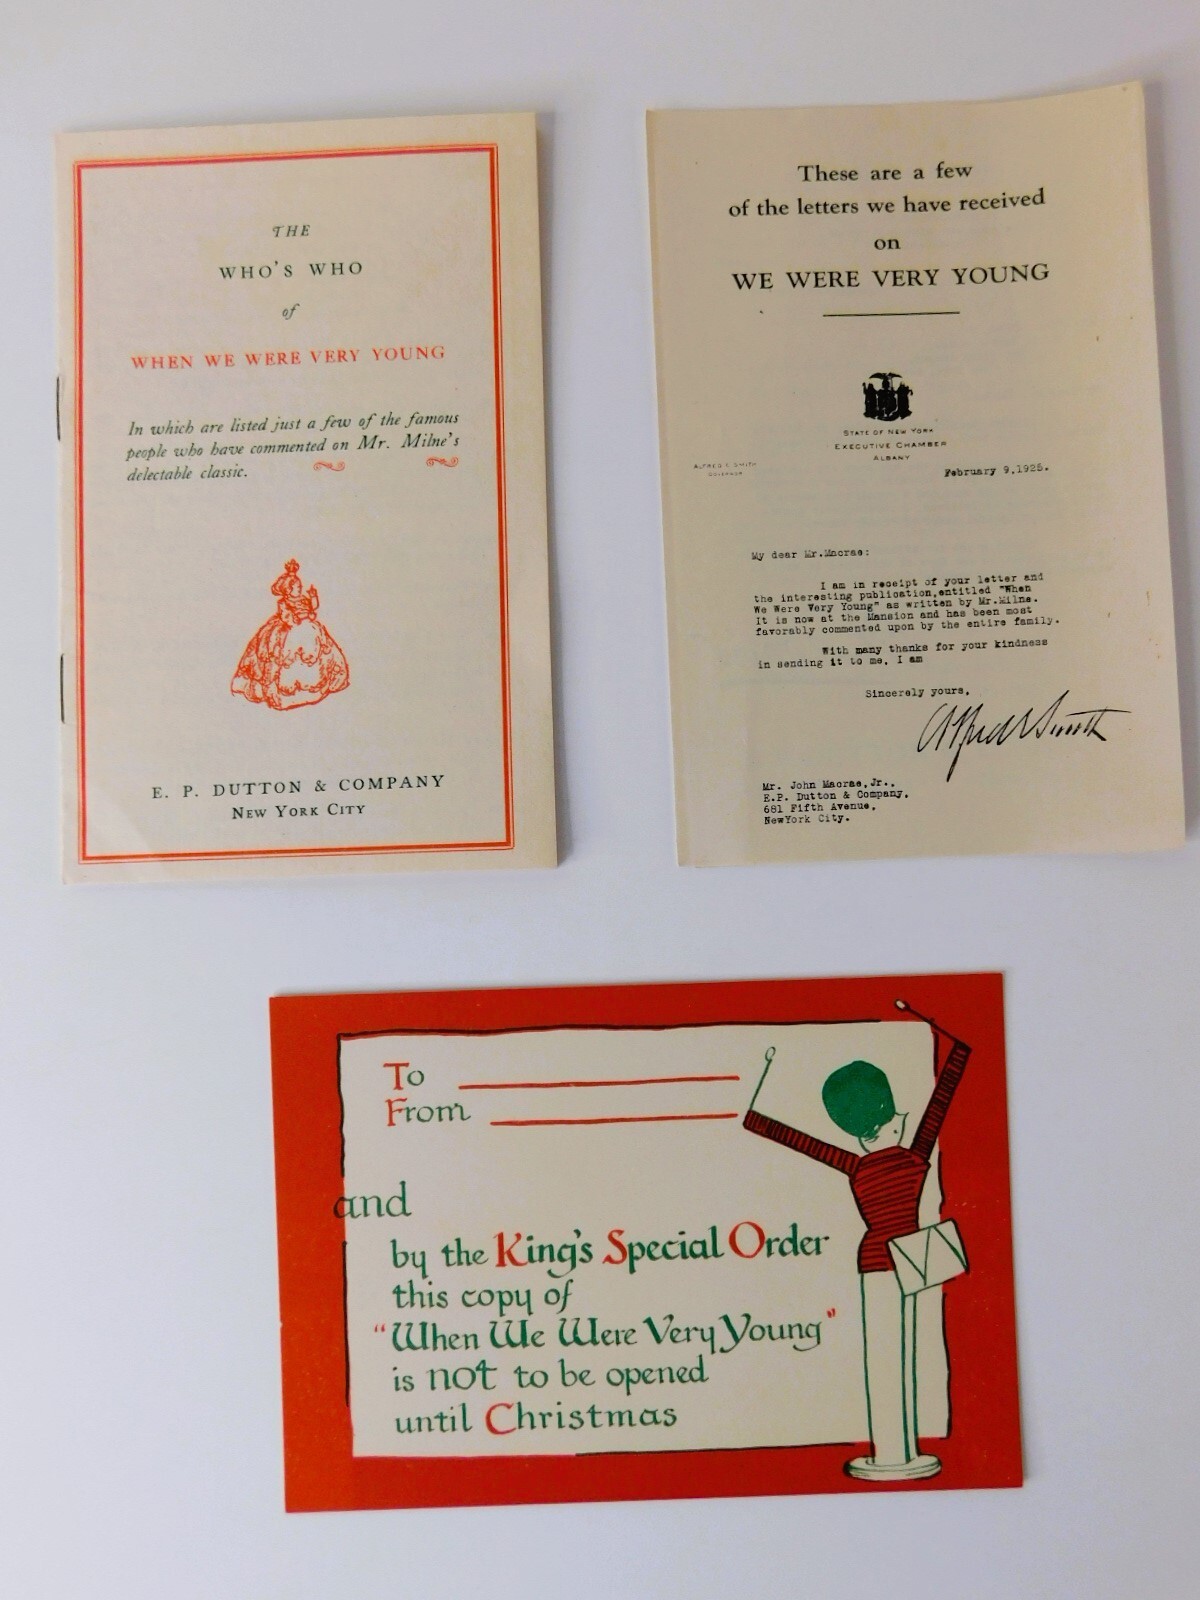 THE
WHO'S WHO
of
WHEN WE WERE VERY YOUNG
In which are listed just a few of the famous
people who have commented on Mr. Milne's
delectable classic.
E. P. DUTTON & COMPANY
NEW YORK CITY
These are a few
of the letters we have received
on
WE WERE VERY YOUNG
STATE OF NEW YORK
EXECUTIVE CHAMBER
ALBANY
ALFRED E. SMITH
GOVERNOR
February 9,1925.
My dear Mr.Macrae:
I am in receipt of your letter and
the interesting publication,entitled "When
We Were Very Young" as written by Mr.Milne.
It is now at the Mansion and has been most
favorably commented upon by the entire family.
With many thanks for your kindness
in sending it to me, I am
Sincerely yours,
Alfred E Smith
Mr. John Macrae,Jr.,
E.P. Dutton & Company,
681 Fifth Avenue,
NewYork City.
To
From
and
by the King's Special Order
this copy of
"When We Were Very Young"
is not to be opened
until Christmas